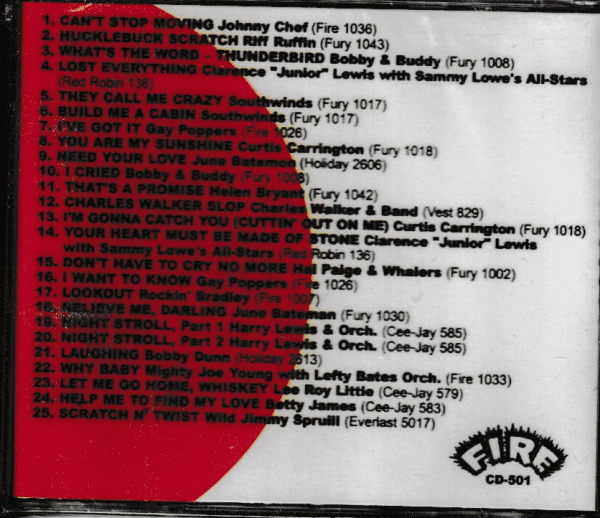 1. CAN'T STOP MOVING Johnny Chef (Fire 1036)
2. HUCKLEBUCK SCRATCH Riff Ruffin (Fury 1043)
3. WHAT'S THE WORD - THUNDERBIRD Bobby & Buddy (Fury 1008)
4. LOST EVERYTHING Clarence "Junior" Lewis with Sammy Lowe's All-Stars
(Red Robin 136)
5. THEY CALL ME CRAZY Southwinds (Fury 1017)
6. BUILD ME A CABIN Southwinds (Fury 1017)
7. I'VE GOT IT Gay Poppers (Fire 1026)
8. YOU ARE MY SUNSHINE Curtis Carrington (Fury 1018)
9. NEED YOUR LOVE June Bateman (Holiday 2606)
10. I CRIED Bobby & Buddy (Fury 1008)
11. THAT'S A PROMISE Helen Bryant (Fury 1042)
12. CHARLES WALKER SLOP Charles Walker & Band (Vest 829)
13. I'M GONNA CATCH YOU (CUTTIN' OUT ON ME) Curtis Carrington (Fury 1018)
14. YOUR HEART MUST BE MADE OF STONE Clarence "Junior" Lewis
with Sammy Lowe's All-Stars (Red Robin 136)
15. DON'T HAVE TO CRY NO MORE Hal Paige & Whalers (Fury 1002)
16. I WANT TO KNOW Gay Poppers (Fire 1026)
17. LOOKOUT Rockin' Bradley (Fire 1007)
18. BELIEVE ME, DARLING June Bateman (Fury 1030)
19. NIGHT STROLL, Part 1 Harry Lewis & Orch. (Cee-Jay 585)
20. NIGHT STROLL, Part 2 Harry Lewis & Orch. (Cee-Jay 585)
21. LAUGHING Bobby Dunn (Holiday 2613)
22. WHY BABY Mighty Joe Young with Lefty Bates Orch. (Fire 1033)
23. LET ME GO HOME, WHISKEY Lee Roy Little (Cee-Jay 579)
24. HELP ME TO FIND MY LOVE Betty James (Cee-Jay 583)
25. SCRATCH N' TWIST Wild Jimmy Spruill (Everlast 5017)
FIRE
CD-501